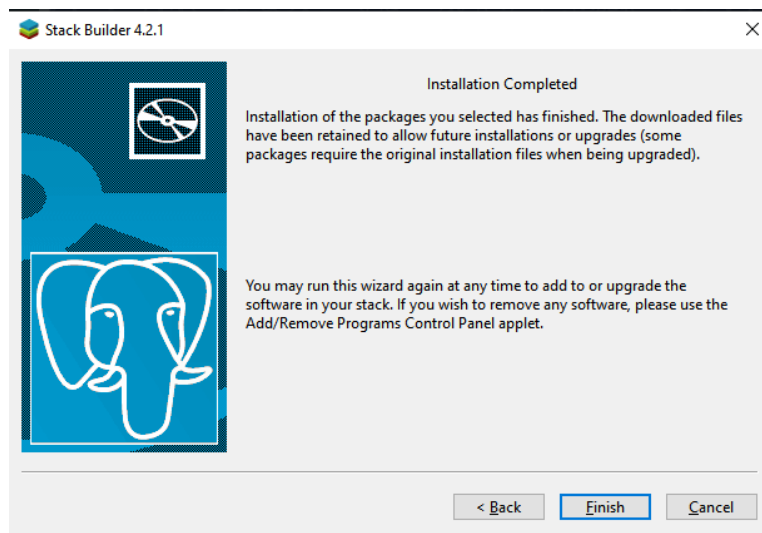 Stack Builder 4.2.1
Installation Completed
Installation of the packages you selected has finished. The downloaded files
have been retained to allow future installations or upgrades (some
packages require the original installation files when being upgraded).
You may run this wizard again at any time to add to or upgrade the
software in your stack. If you wish to remove any software, please use the
Add/Remove Programs Control Panel applet.
< Back
Finish
Cancel